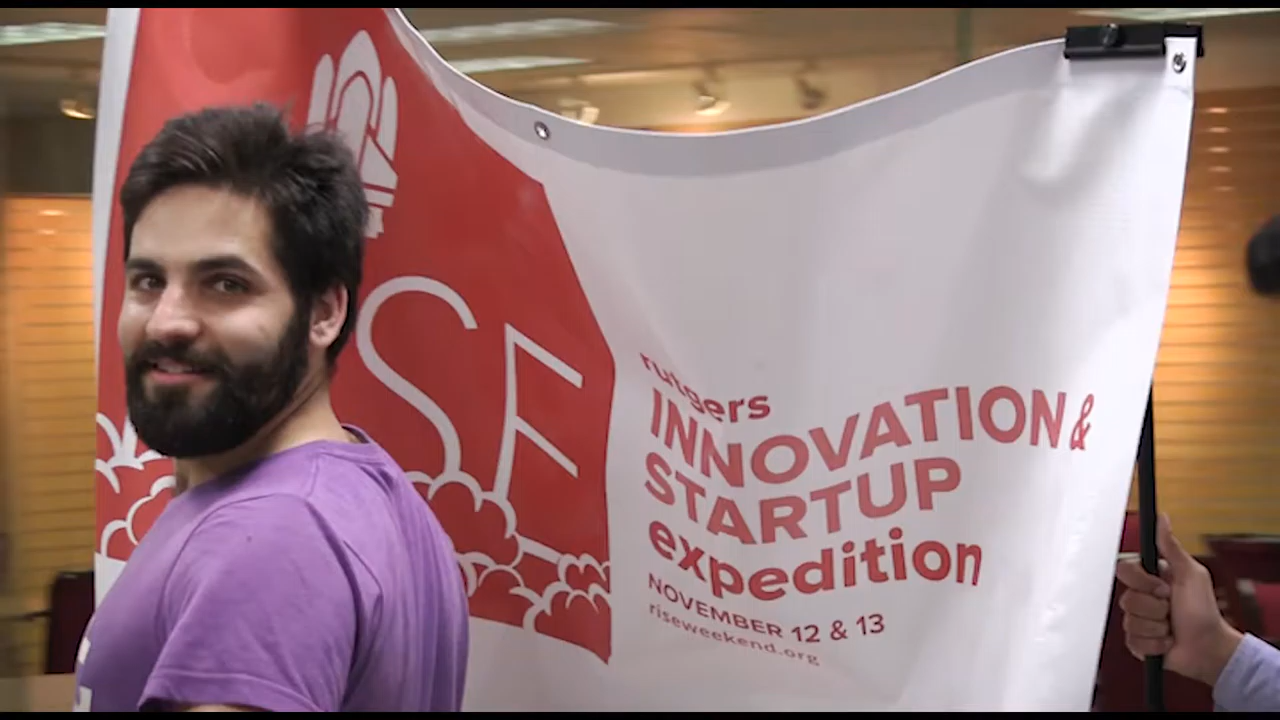 SE
rutgers
INNOVATION &
STARTUP
expedition
NOVEMBER 12 & 13
riseweekend.org